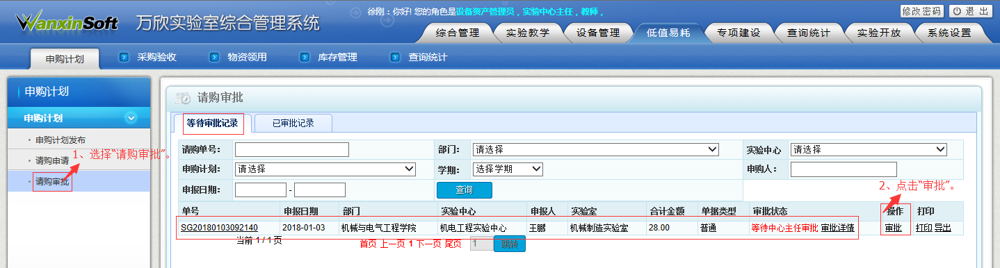 徐刚：你好! 您的角色是设备资产管理员，实验中心主任，教师，
修改密码 退 出
WanxinSoft 万欣实验室综合管理系统
综合管理 实验教学 设备管理 低值易耗 专项建设 查询统计 实验开放 系统设置
申购计划 采购验收 物资领用 库存管理 查询统计
申购计划
申购计划
申购计划发布
请购申请
请购审批
1、选择“请购审批”。
请购审批
等待审批记录 已审批记录
请购单号： 部门： 请选择 实验中心 请选择
申购计划： 请选择 学期： 选择学期 申购人：
申报日期： - 查询
2、点击“审批”。
单号 申报日期 部门 实验中心 申报人 实验室 合计金额 单据类型 审批状态 操作 打印
SG20180103092140 2018-01-03 机械与电气工程学院 机电工程实验中心 王鹏 机械制造实验室 28.00 普通 等待中心主任审批 审批详情 审批 打印 导出
当前 1 / 1 页 首页 上一页 1 下一页 尾页 1 跳转